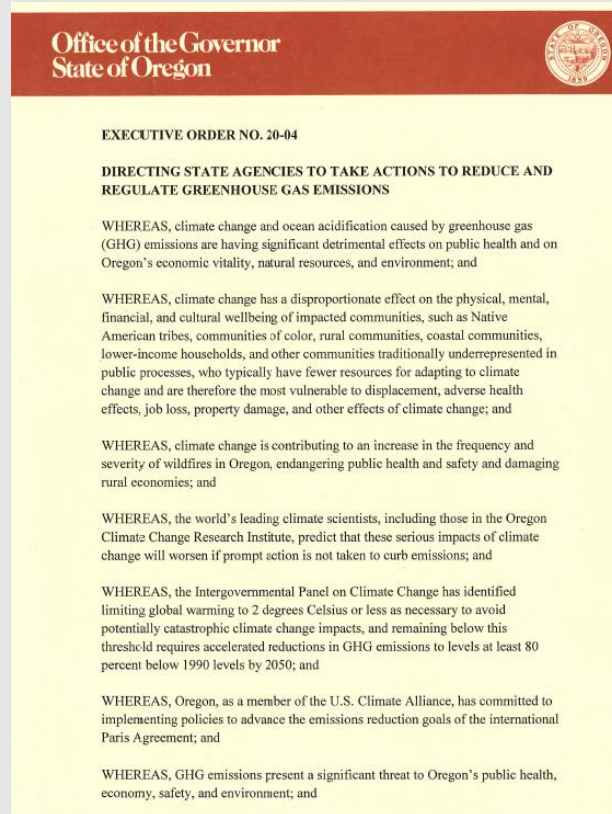 Office of the Governor
State of Oregon
STATE OF OREGON
1859
EXECUTIVE ORDER NO. 20-04
DIRECTING STATE AGENCIES TO TAKE ACTIONS TO REDUCE AND
REGULATE GREENHOUSE GAS EMISSIONS
WHEREAS, climate change and ocean acidification caused by greenhouse gas
(GHG) emissions are having significant detrimental effects on public health and on
Oregon's economic vitality, natural resources, and environment; and
WHEREAS, climate change has a disproportionate effect on the physical, mental,
financial, and cultural wellbeing of impacted communities, such as Native
American tribes, communities of color, rural communities, coastal communities,
lower-income households, and other communities traditionally underrepresented in
public processes, who typically have fewer resources for adapting to climate
change and are therefore the most vulnerable to displacement, adverse health
effects, job loss, property damage, and other effects of climate change; and
WHEREAS, climate change is contributing to an increase in the frequency and
severity of wildfires in Oregon, endangering public health and safety and damaging
rural economies; and
WHEREAS, the world's leading climate scientists, including those in the Oregon
Climate Change Research Institute, predict that these serious impacts of climate
change will worsen if prompt action is not taken to curb emissions; and
WHEREAS, the Intergovernmental Panel on Climate Change has identified
limiting global warming to 2 degrees Celsius or less as necessary to avoid
potentially catastrophic climate change impacts, and remaining below this
threshold requires accelerated reductions in GHG emissions to levels at least 80
percent below 1990 levels by 2050; and
WHEREAS, Oregon, as a member of the U.S. Climate Alliance, has committed to
implementing policies to advance the emissions reduction goals of the international
Paris Agreement; and
WHEREAS, GHG emissions present a significant threat to Oregon's public health,
economy, safety, and environment; and